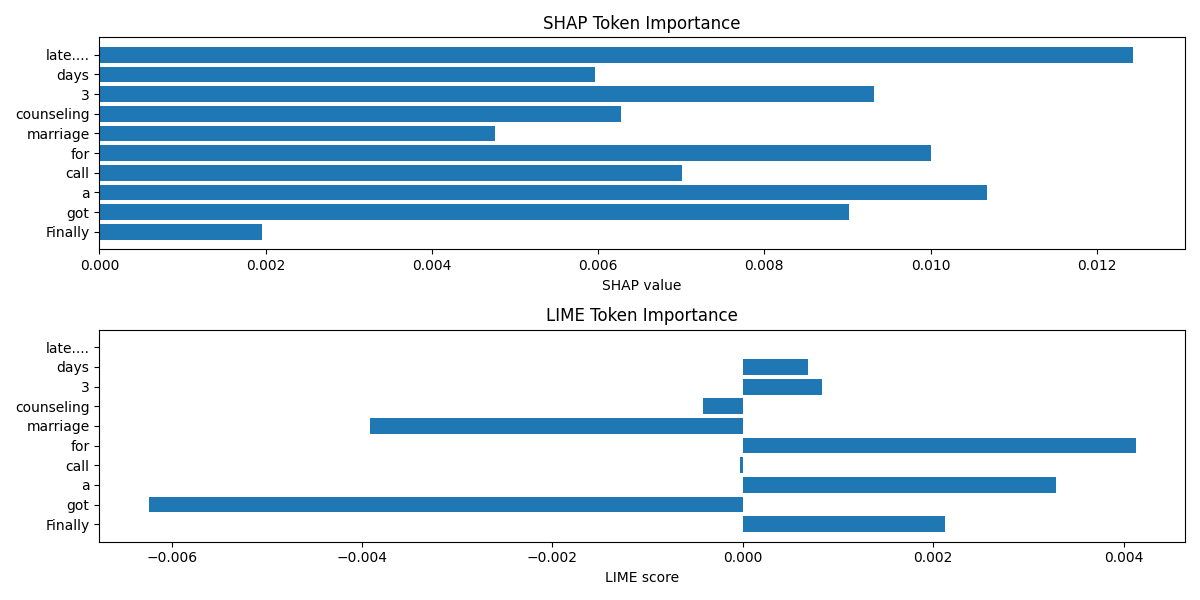 SHAP Token Importance
late....
days
3
counseling
marriage
for
call
a
got
Finally
0.000 0.002 0.004 0.006 0.008 0.010 0.012
SHAP value
LIME Token Importance
late....
days
3
counseling
marriage
for
call
a
got
Finally
−0.006 −0.004 −0.002 0.000 0.002 0.004
LIME score